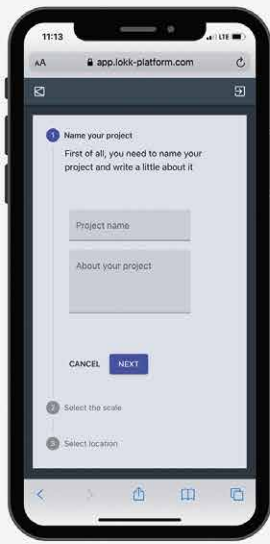 11:13
LTE
AA
app.lokk-platform.com
1 Name your project
First of all, you need to name your
project and write a little about it
Project name
About your project
CANCEL NEXT
2 Select the scale
3 Select location